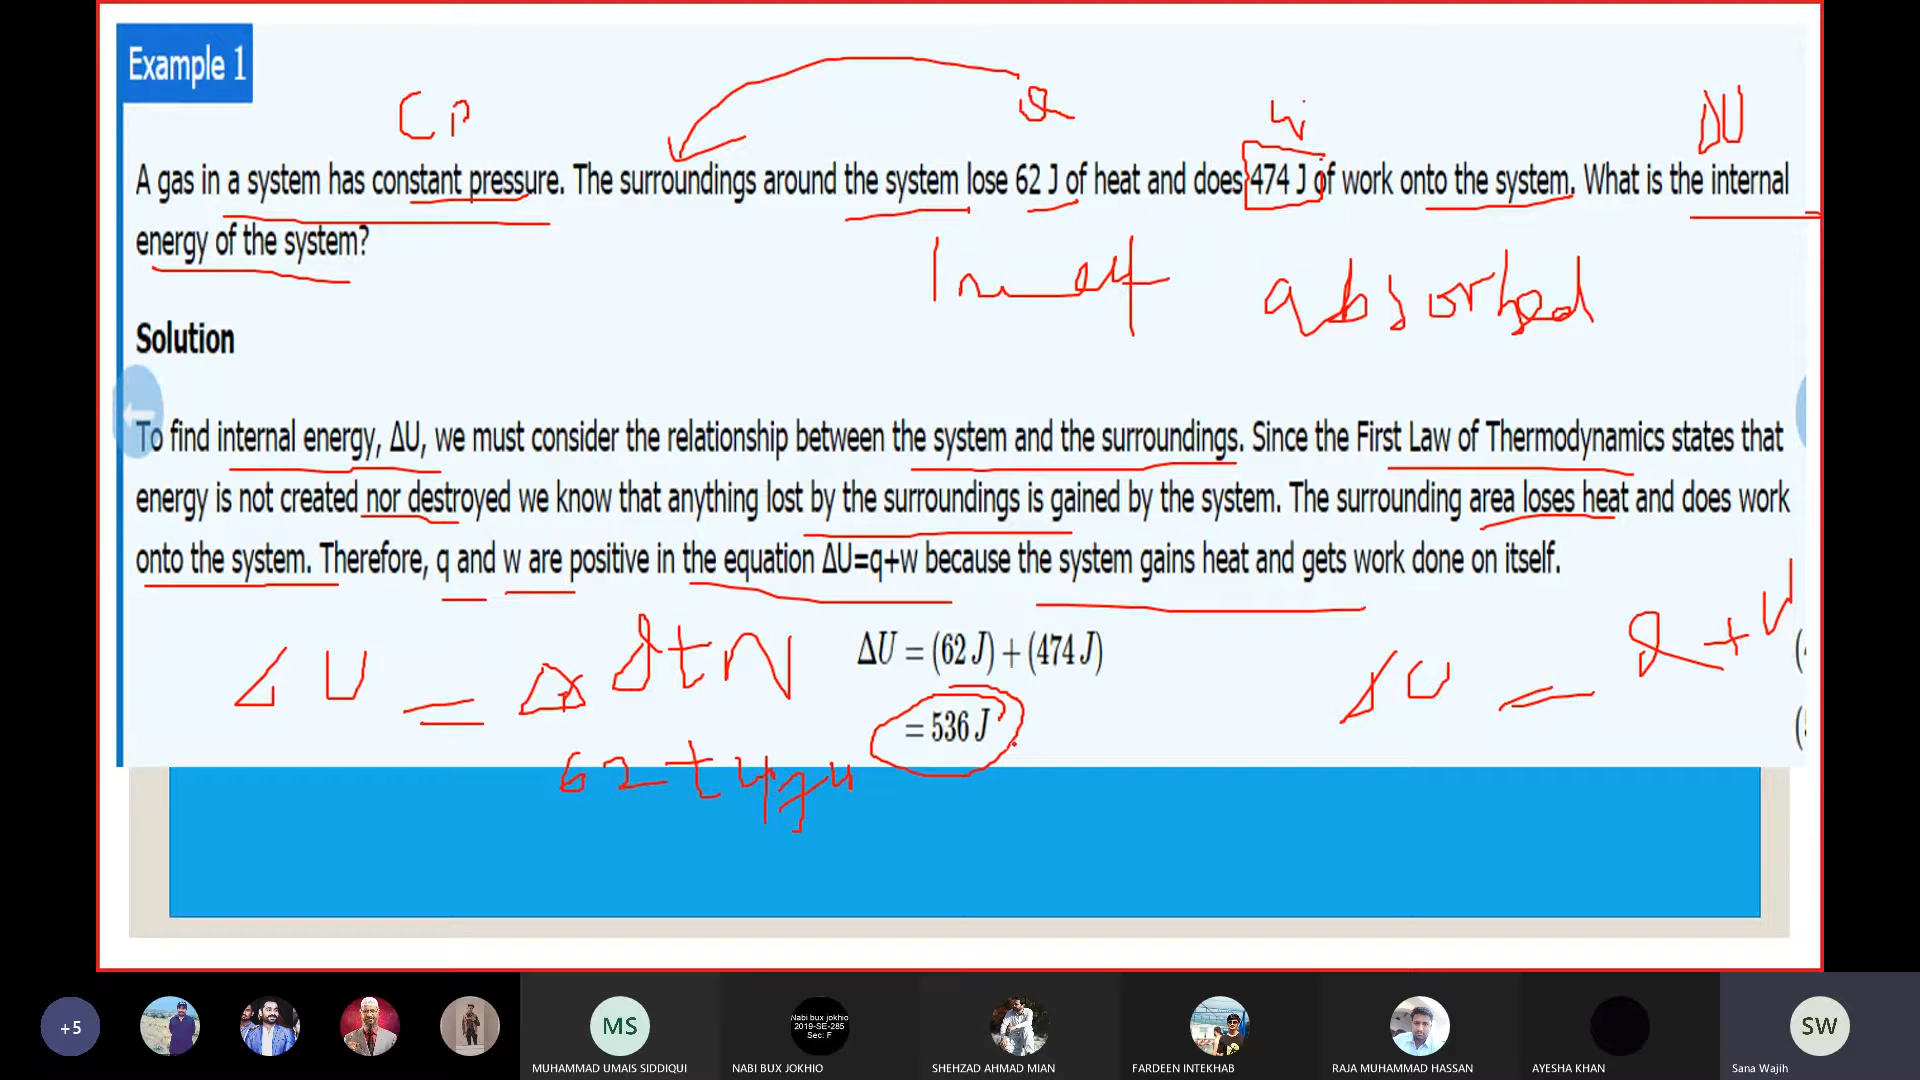 Example 1
CP Q W ΔU
A gas in a system has constant pressure. The surroundings around the system lose 62 J of heat and does 474 J of work onto the system. What is the internal
energy of the system?
absorbed
Solution
To find internal energy, ΔU, we must consider the relationship between the system and the surroundings. Since the First Law of Thermodynamics states that
energy is not created nor destroyed we know that anything lost by the surroundings is gained by the system. The surrounding area loses heat and does work
onto the system. Therefore, q and w are positive in the equation ΔU=q+w because the system gains heat and gets work done on itself.
ΔU = (62 J) + (474 J)
ΔU = Q + W
= 536 J
62 + 474
+5
MS
Nabi bux jokhio
2019-SE-285
Sec: F
SW
MUHAMMAD UMAIS SIDDIQUI
NABI BUX JOKHIO
SHEHZAD AHMAD MIAN
FARDEEN INTEKHAB
RAJA MUHAMMAD HASSAN
AYESHA KHAN
Sana Wajih